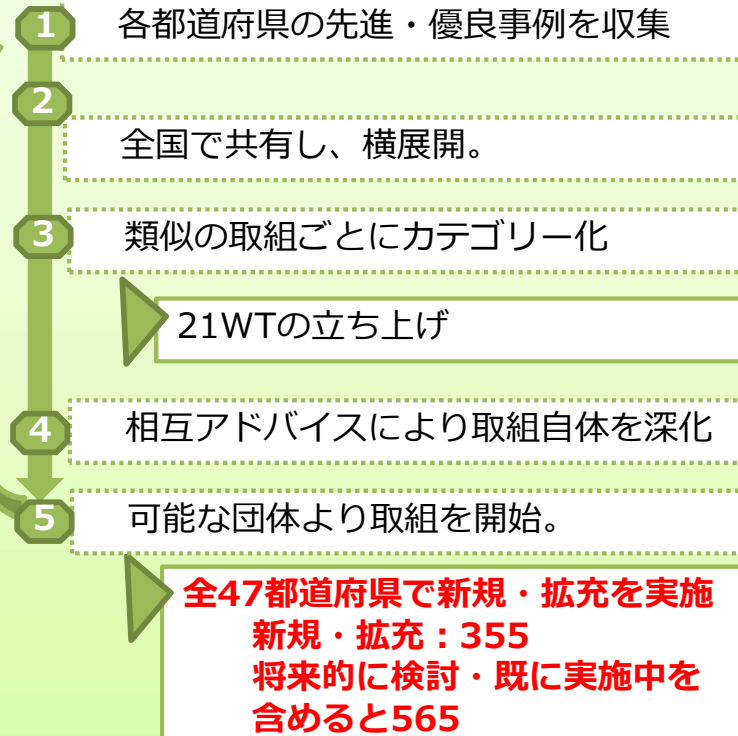 1 各都道府県の先進・優良事例を収集
2
全国で共有し、横展開。
3 類似の取組ごとにカテゴリー化
21WTの立ち上げ
4 相互アドバイスにより取組自体を深化
5 可能な団体より取組を開始。
全47都道府県で新規・拡充を実施
新規・拡充：355
将来的に検討・既に実施中を
含めると565